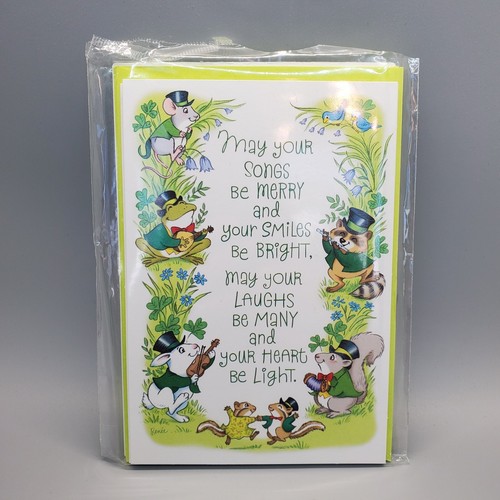 May your
SONGS
BE MERRY
and
your SMILES
BE BRIGHT,
May your
LAUGHS
BE MANY
and
your HEART
BE LIGHT.